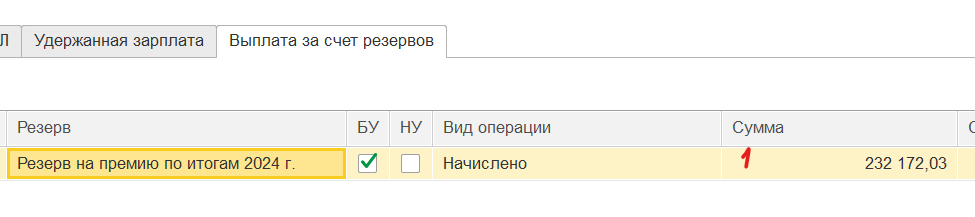 Л Удержанная зарплата Выплата за счет резервов
Резерв БУ НУ Вид операции Сумма С
Резерв на премию по итогам 2024 г. Начислено 1 232 172,03